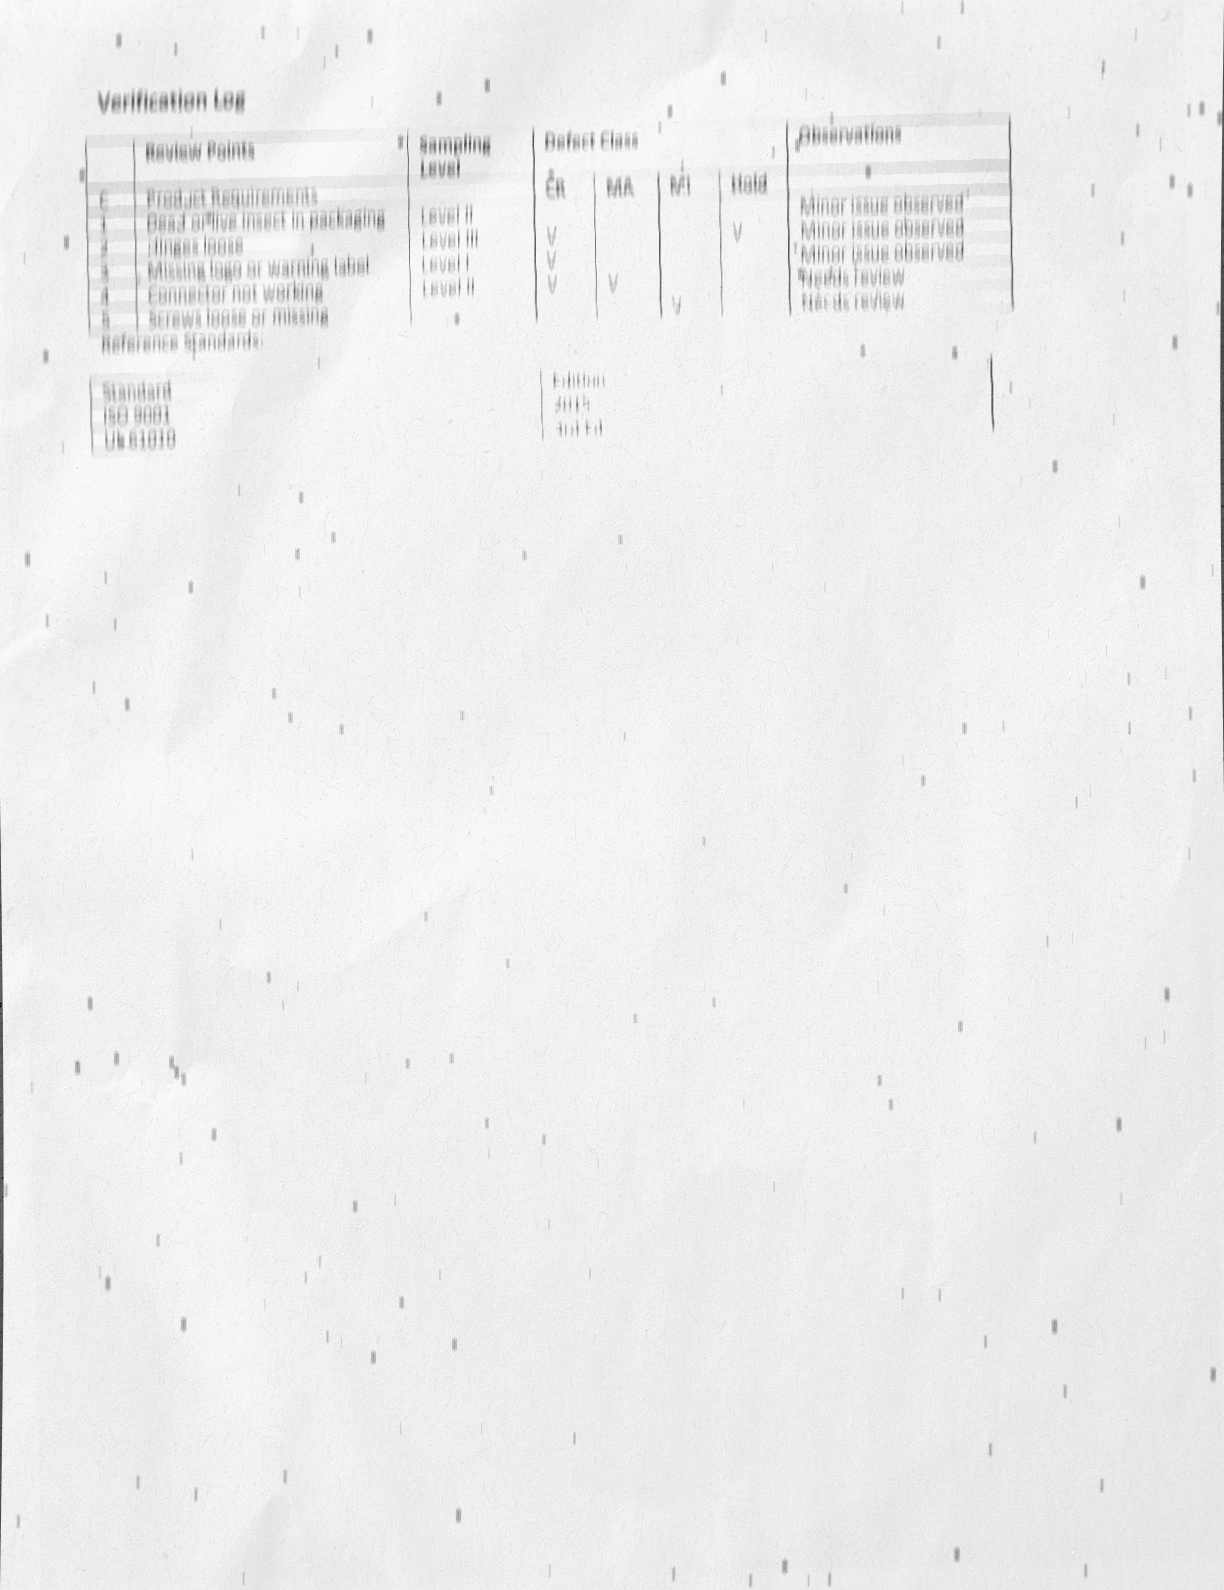 Verification Log
Review Points Sampling Level Defect Class Observations
CR MA MI Hold
C Product Requirements
1 Dead or live insect in packaging Level II Minor issue observed
2 Hinges loose Level III V V Minor issue observed
3 Missing logo or warning label Level I V Minor issue observed
4 Connector not working Level II V V Needs review
5 Screws loose or missing V Needs review
Reference Standards:
Standard Edition
ISO 9001 2015
UL 61010 3rd Ed